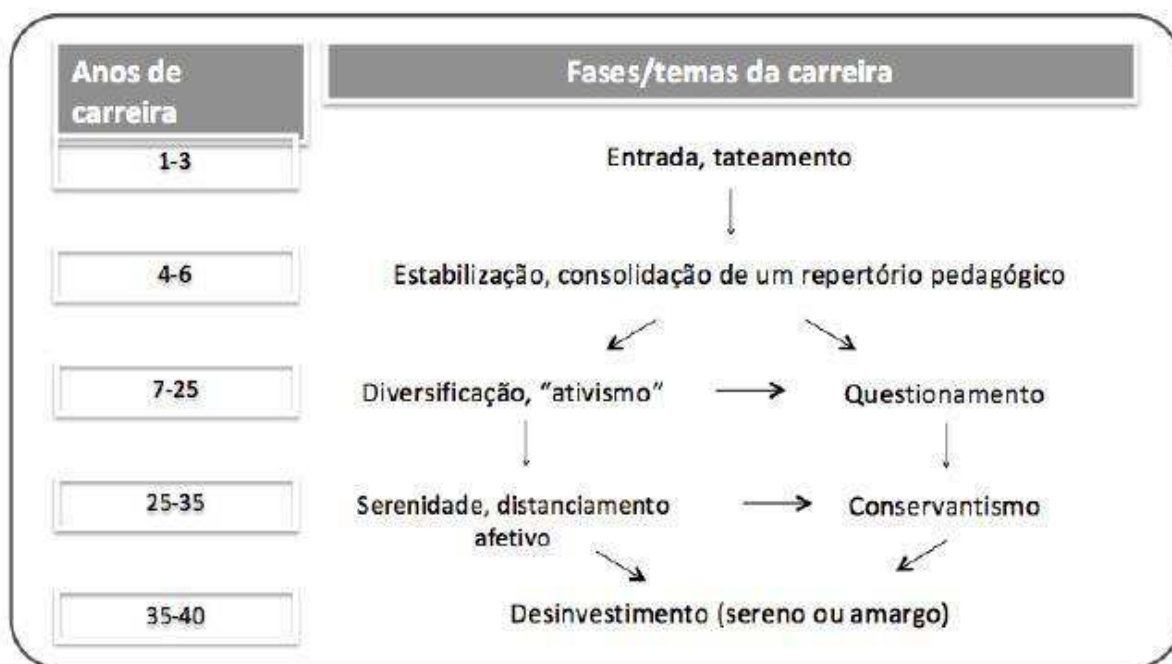 Anos de
carreira
Fases/temas da carreira
1-3
Entrada, tateamento
4-6
Estabilização, consolidação de um repertório pedagógico
7-25
Diversificação, “ativismo”
Questionamento
25-35
Serenidade, distanciamento
afetivo
Conservantismo
35-40
Desinvestimento (sereno ou amargo)